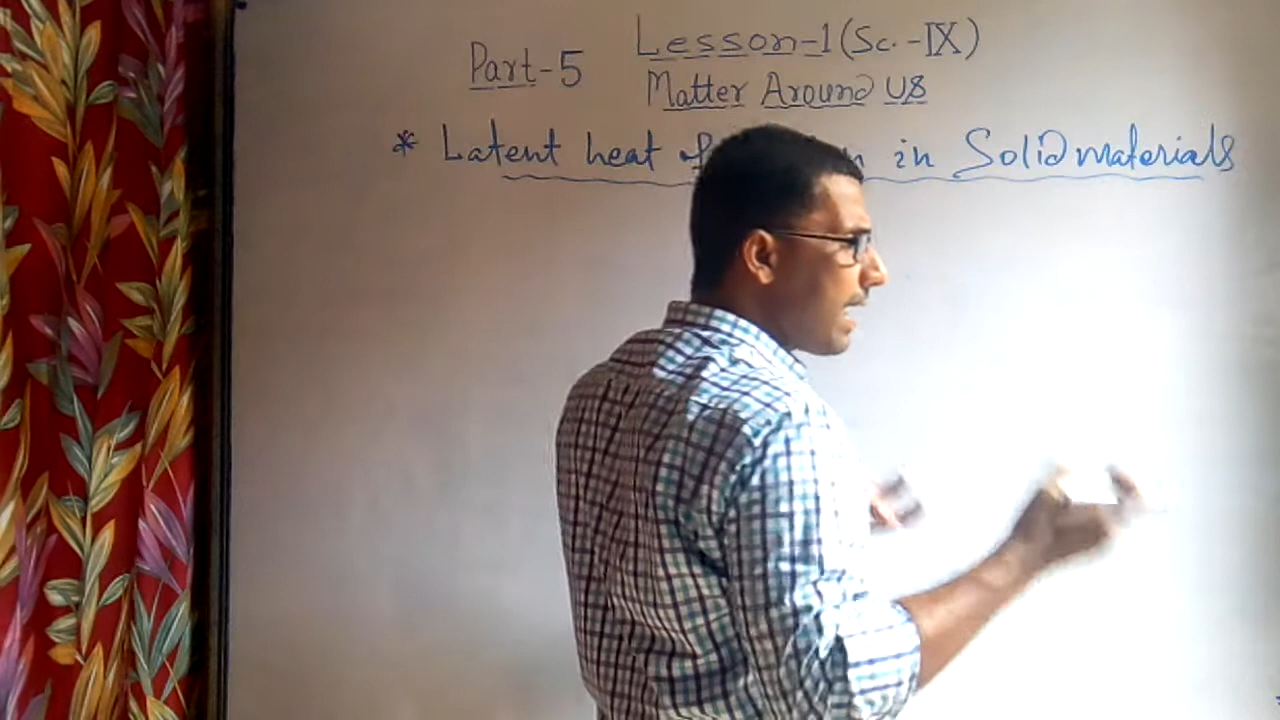 Part-5 Lesson-1 (Sc.-IX)
Matter Around US
* Latent heat of in Solid materials